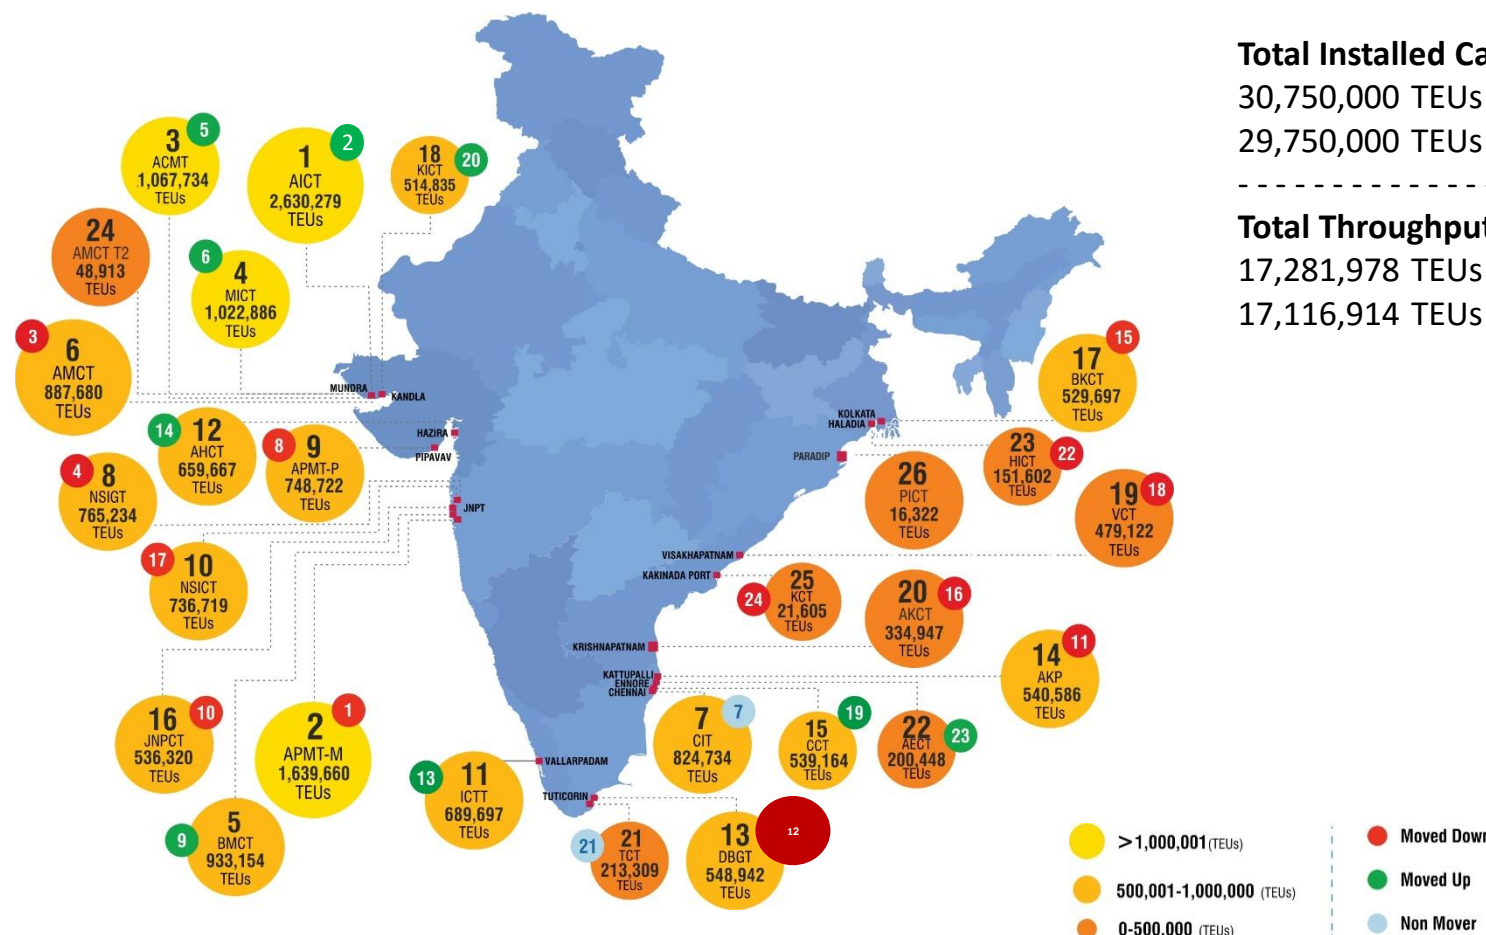 Total Installed Ca
30,750,000 TEUs
29,750,000 TEUs
Total Throughput
17,281,978 TEUs
17,116,914 TEUs
3
ACMT
1,067,734
TEUs
5
1
AICT
2,630,279
TEUs
2
18
KICT
514,835
TEUs
20
24
AMCT T2
48,913
TEUs
6
4
MICT
1,022,886
TEUs
3
6
AMCT
887,680
TEUs
MUNDRA
KANDLA
14
12
AHCT
659,667
TEUs
8
9
APMT-P
748,722
TEUs
HAZIRA
PIPAVAV
4
8
NSIGT
765,234
TEUs
JNPT
17
10
NSICT
736,719
TEUs
16
JNPCT
536,320
TEUs
10
2
APMT-M
1,639,660
TEUs
1
9
5
BMCT
933,154
TEUs
13
11
ICTT
689,697
TEUs
VALLARPADAM
TUTICORIN
21
21
TCT
213,309
TEUs
13
DBGT
548,942
TEUs
12
7
CIT
824,734
TEUs
7
15
CCT
539,164
TEUs
19
22
AECT
200,448
TEUs
23
14
AKP
540,586
TEUs
11
KATTUPALLI
ENNORE
CHENNAI
KRISHNAPATNAM
20
AKCT
334,947
TEUs
16
24
25
KCT
21,605
TEUs
KAKINADA PORT
VISAKHAPATNAM
19
VCT
479,122
TEUs
18
26
PICT
16,322
TEUs
PARADIP
23
HICT
151,602
TEUs
22
KOLKATA
HALADIA
17
BKCT
529,697
TEUs
15
>1,000,001(TEUs)
500,001-1,000,000 (TEUs)
0-500,000 (TEUs)
Moved Down
Moved Up
Non Mover